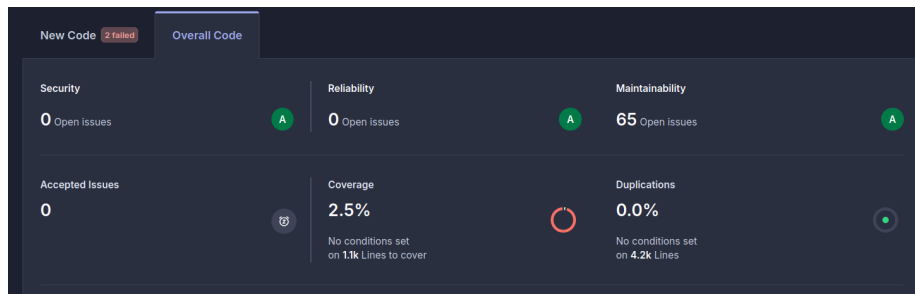 New Code 2 failed Overall Code
Security Reliability Maintainability
0 Open issues A 0 Open issues A 65 Open issues A
Accepted Issues Coverage Duplications
0 2.5% 0.0%
No conditions set No conditions set
on 1.1k Lines to cover on 4.2k Lines